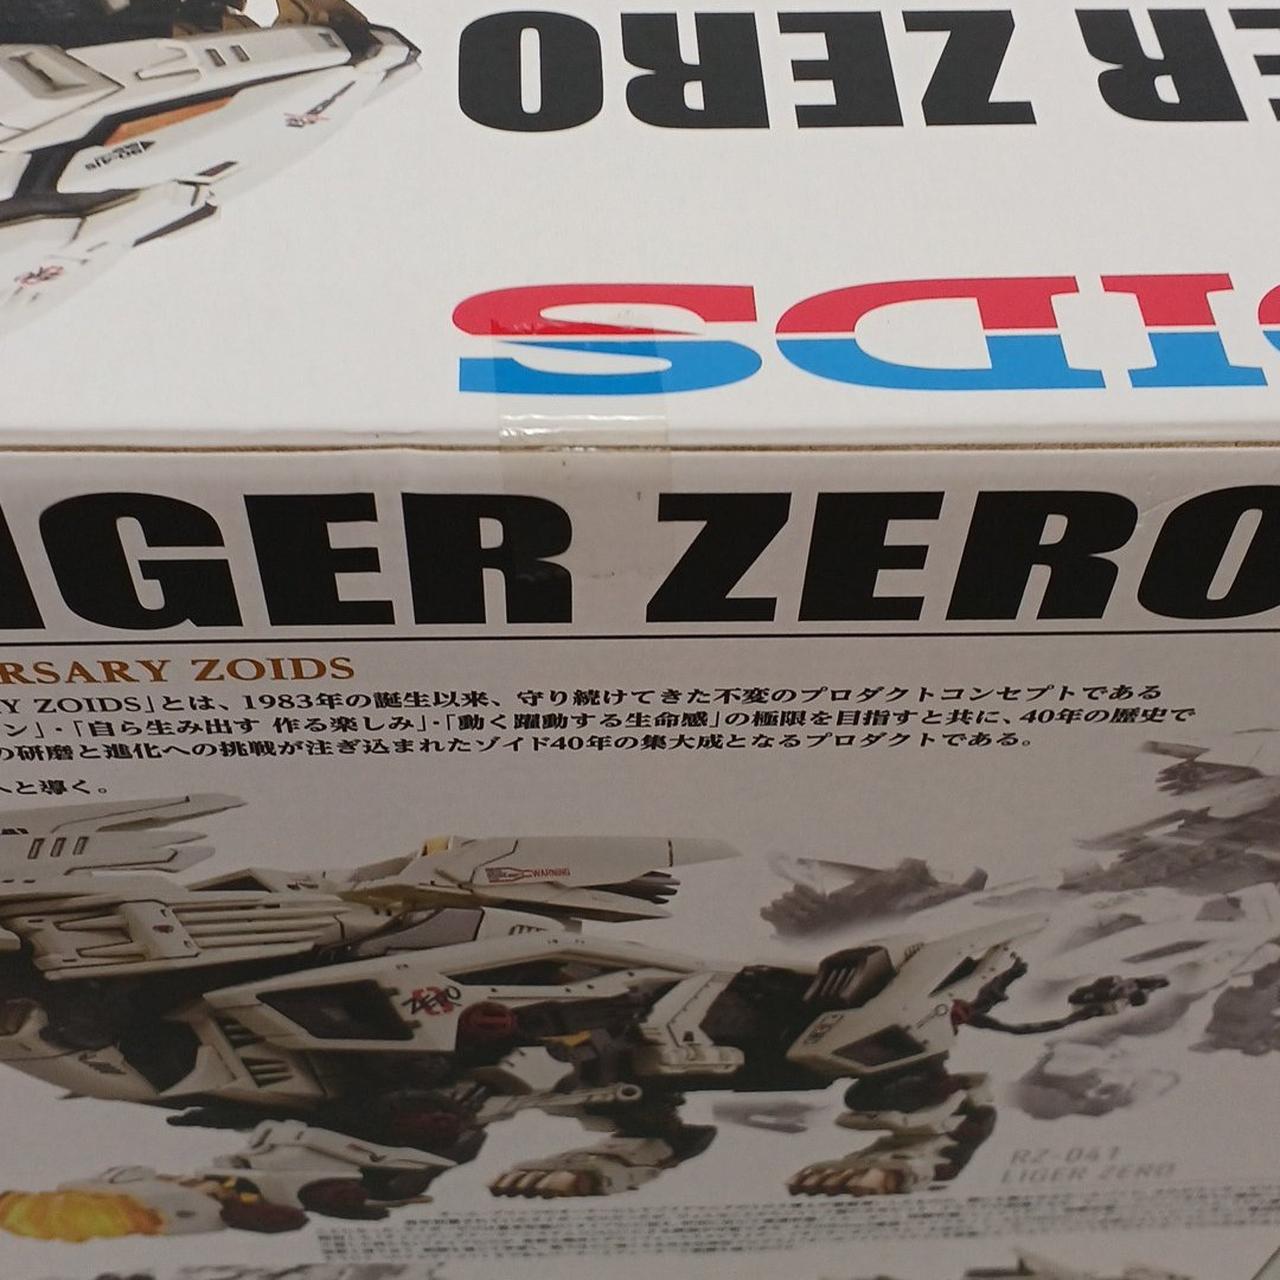 ER ZERO
OIDS
IGER ZERO
RSARY ZOIDS
Y ZOIDS」とは、1983年の誕生以来、守り続けてきた不変のプロダクトコンセプトである
ン」・「自ら生み出す 作る楽しみ」・「動く躍動する生命感」の極限を目指すと共に、40年の歴史で
の研磨と進化への挑戦が注ぎ込まれたゾイド40年の集大成となるプロダクトである。
へと導く。
WARNING
ZERO
RZ-041
LIGER ZERO